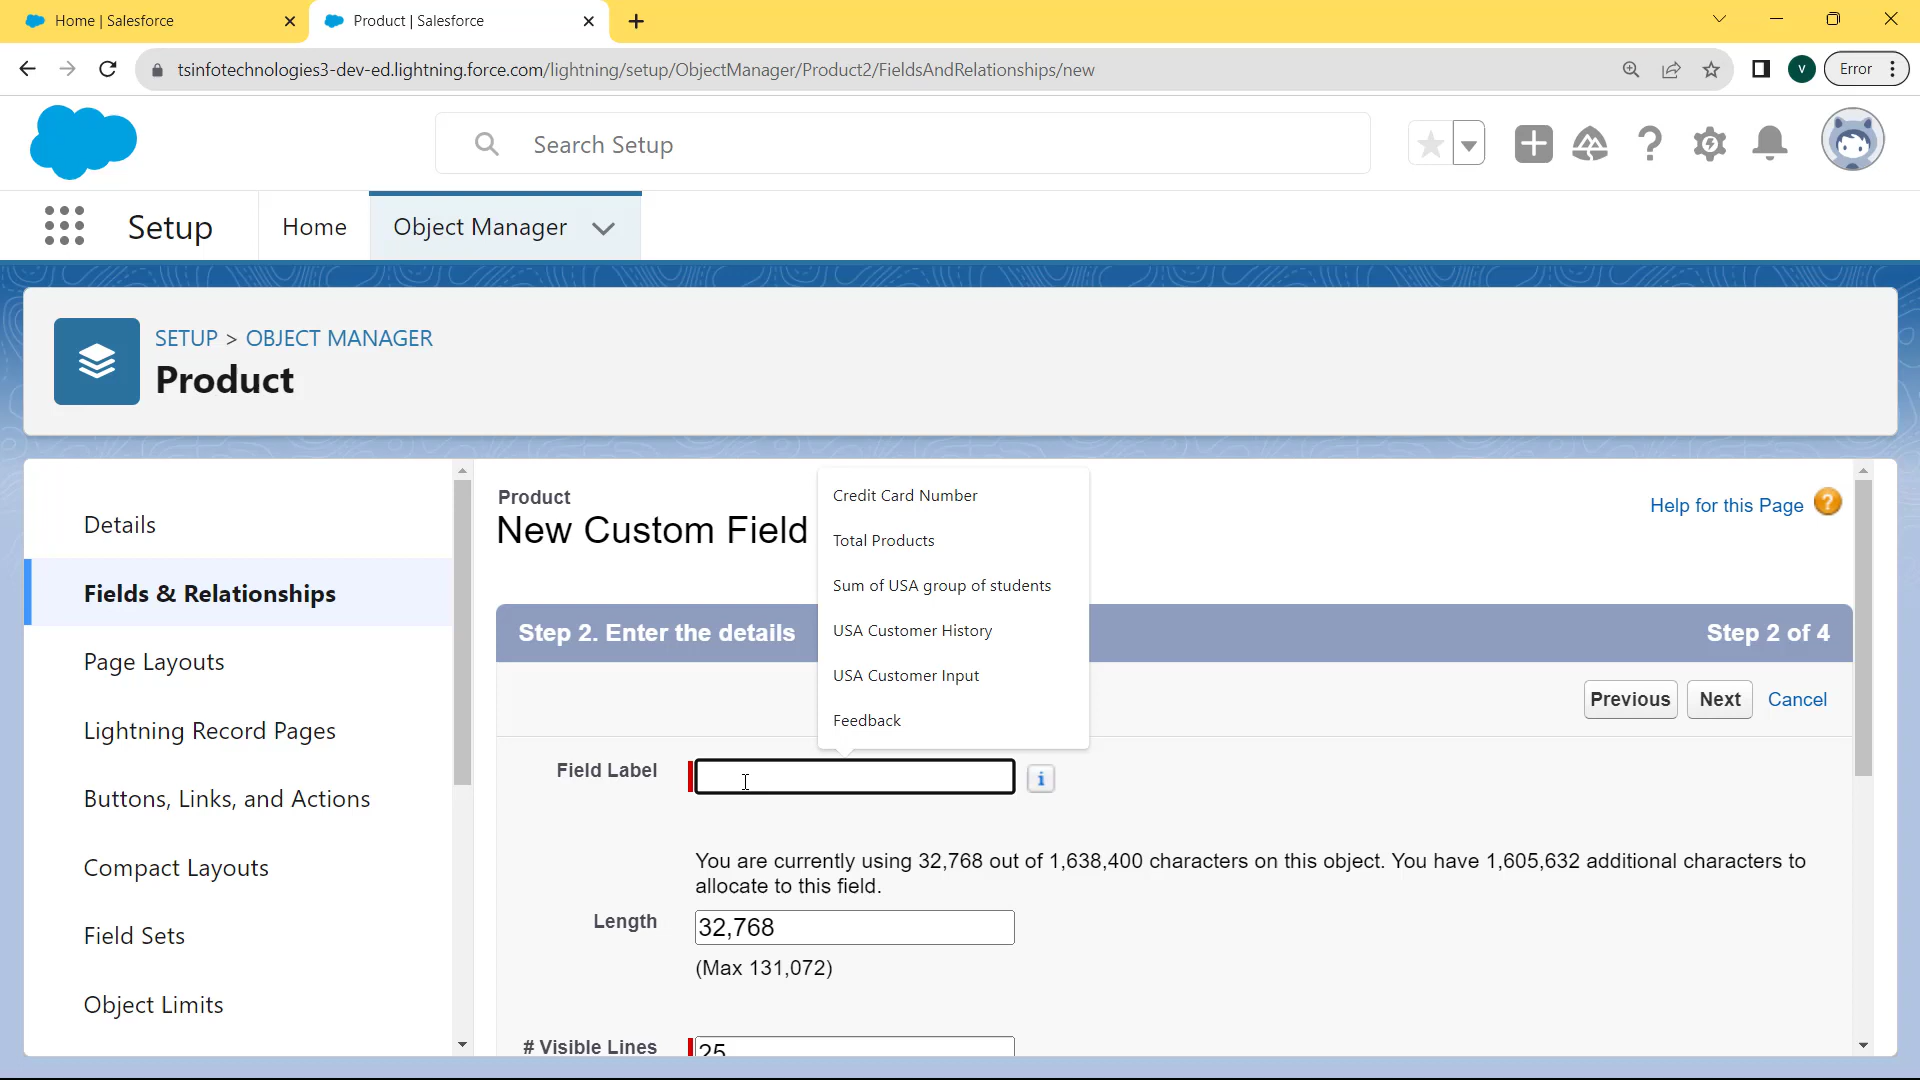 Home | Salesforce
Product | Salesforce
tsinfotechnologies3-dev-ed.lightning.force.com/lightning/setup/ObjectManager/Product2/FieldsAndRelationships/new
V
Error
Search Setup
Setup
Home
Object Manager
SETUP > OBJECT MANAGER
Product
Details
Fields & Relationships
Page Layouts
Lightning Record Pages
Buttons, Links, and Actions
Compact Layouts
Field Sets
Object Limits
Product
New Custom Field
Help for this Page
Credit Card Number
Total Products
Sum of USA group of students
USA Customer History
USA Customer Input
Feedback
Step 2. Enter the details
Step 2 of 4
Previous
Next
Cancel
Field Label
i
You are currently using 32,768 out of 1,638,400 characters on this object. You have 1,605,632 additional characters to
allocate to this field.
Length
32,768
(Max 131,072)
# Visible Lines
25